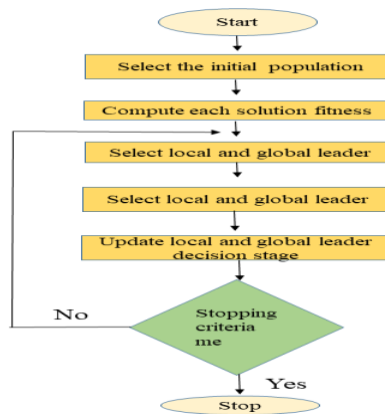 Start
Select the initial population
Compute each solution fitness
Select local and global leader
Select local and global leader
Update local and global leader
decision stage
Stopping
criteria
me
No
Yes
Stop